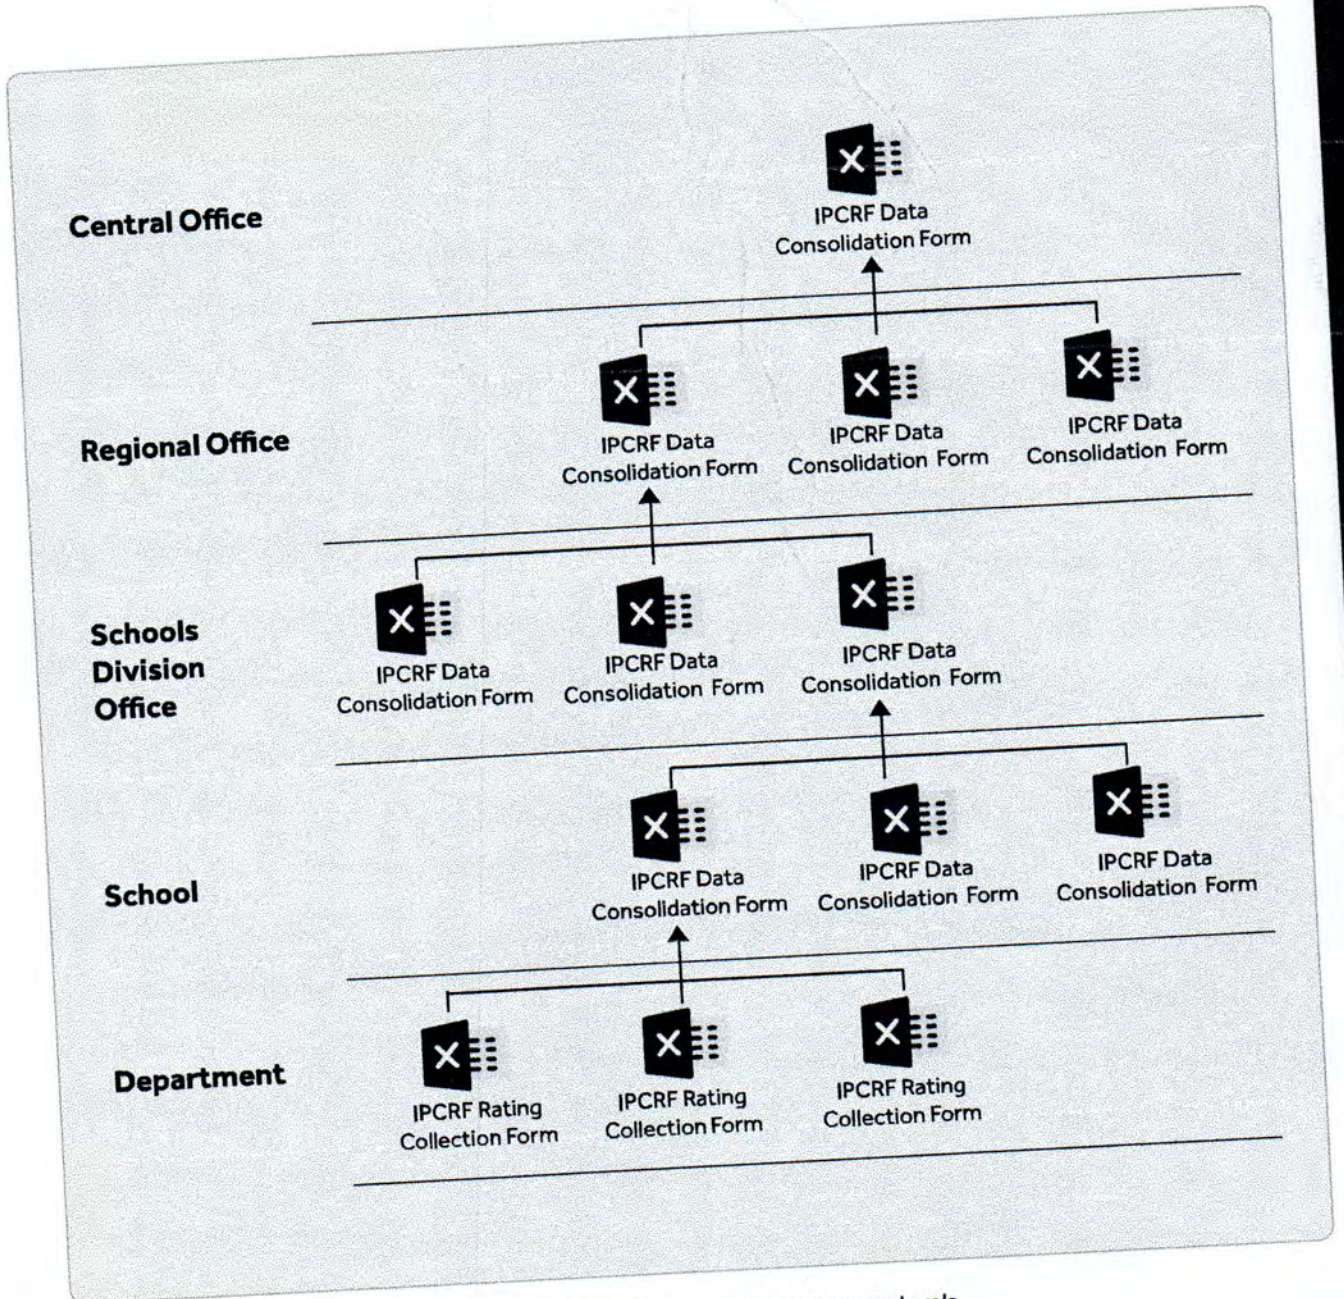 Central Office
IPCRF Data
Consolidation Form
Regional Office
IPCRF Data
Consolidation Form
IPCRF Data
Consolidation Form
IPCRF Data
Consolidation Form
Schools
Division
Office
IPCRF Data
Consolidation Form
IPCRF Data
Consolidation Form
IPCRF Data
Consolidation Form
School
IPCRF Data
Consolidation Form
IPCRF Data
Consolidation Form
IPCRF Data
Consolidation Form
Department
IPCRF Rating
Collection Form
IPCRF Rating
Collection Form
IPCRF Rating
Collection Form